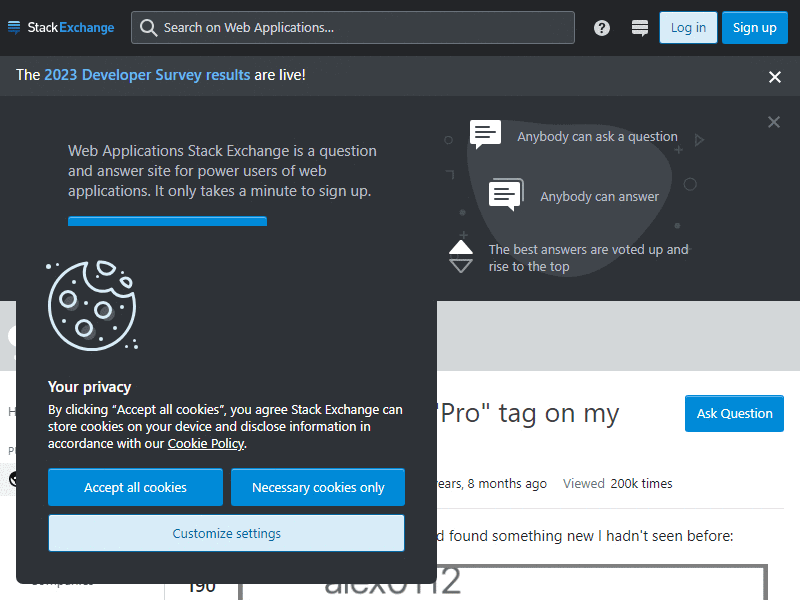 StackExchange
Search on Web Applications...
Log in
Sign up
The 2023 Developer Survey results are live!
Web Applications Stack Exchange is a question
and answer site for power users of web
applications. It only takes a minute to sign up.
Anybody can ask a question
Anybody can answer
The best answers are voted up and
rise to the top
"Pro" tag on my
Ask Question
years, 8 months ago
Viewed 200k times
d found something new I hadn't seen before:
alex0112
190
Your privacy
By clicking “Accept all cookies”, you agree Stack Exchange can
store cookies on your device and disclose information in
accordance with our Cookie Policy.
Accept all cookies
Necessary cookies only
Customize settings